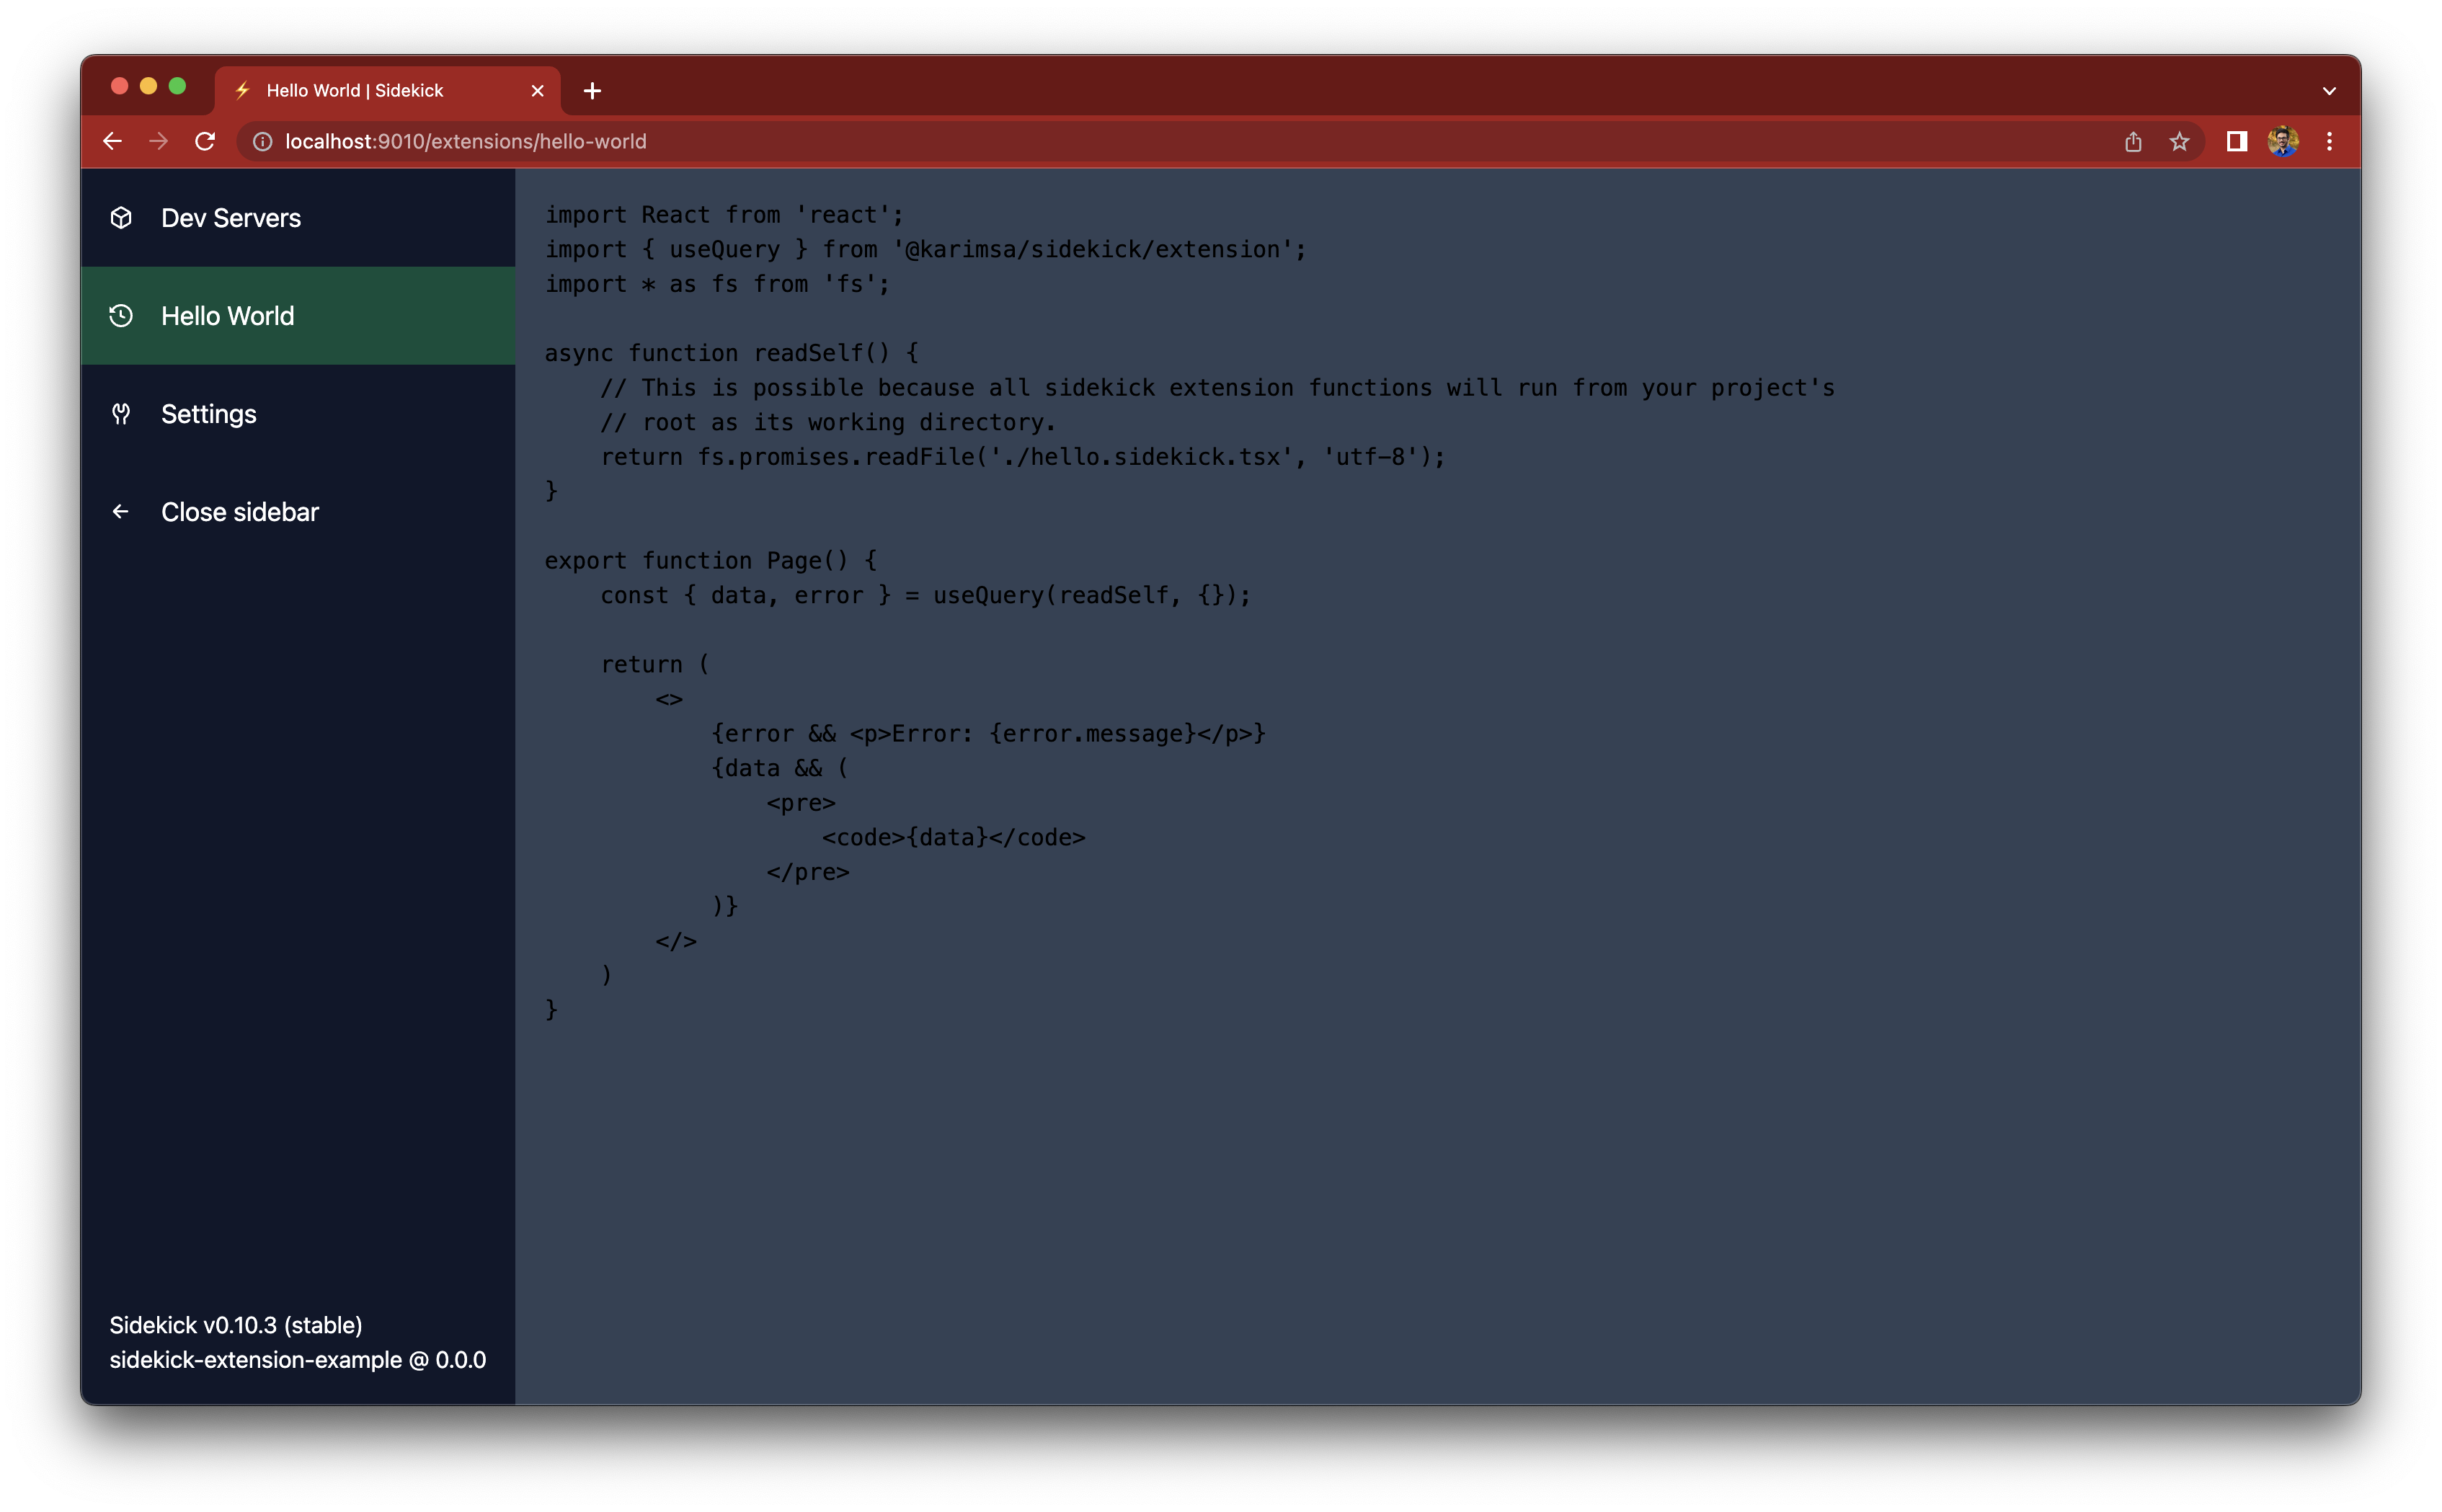 Hello World | Sidekick
localhost:9010/extensions/hello-world
Dev Servers
Hello World
Settings
Close sidebar
Sidekick v0.10.3 (stable)
sidekick-extension-example @ 0.0.0
import React from 'react';
import { useQuery } from '@karimsa/sidekick/extension';
import * as fs from 'fs';

async function readSelf() {
    // This is possible because all sidekick extension functions will run from your project's
    // root as its working directory.
    return fs.promises.readFile('./hello.sidekick.tsx', 'utf-8');
}

export function Page() {
    const { data, error } = useQuery(readSelf, {});

    return (
        <>
            {error && <p>Error: {error.message}</p>}
            {data && (
                <pre>
                    <code>{data}</code>
                </pre>
            )}
        </>
    )
}